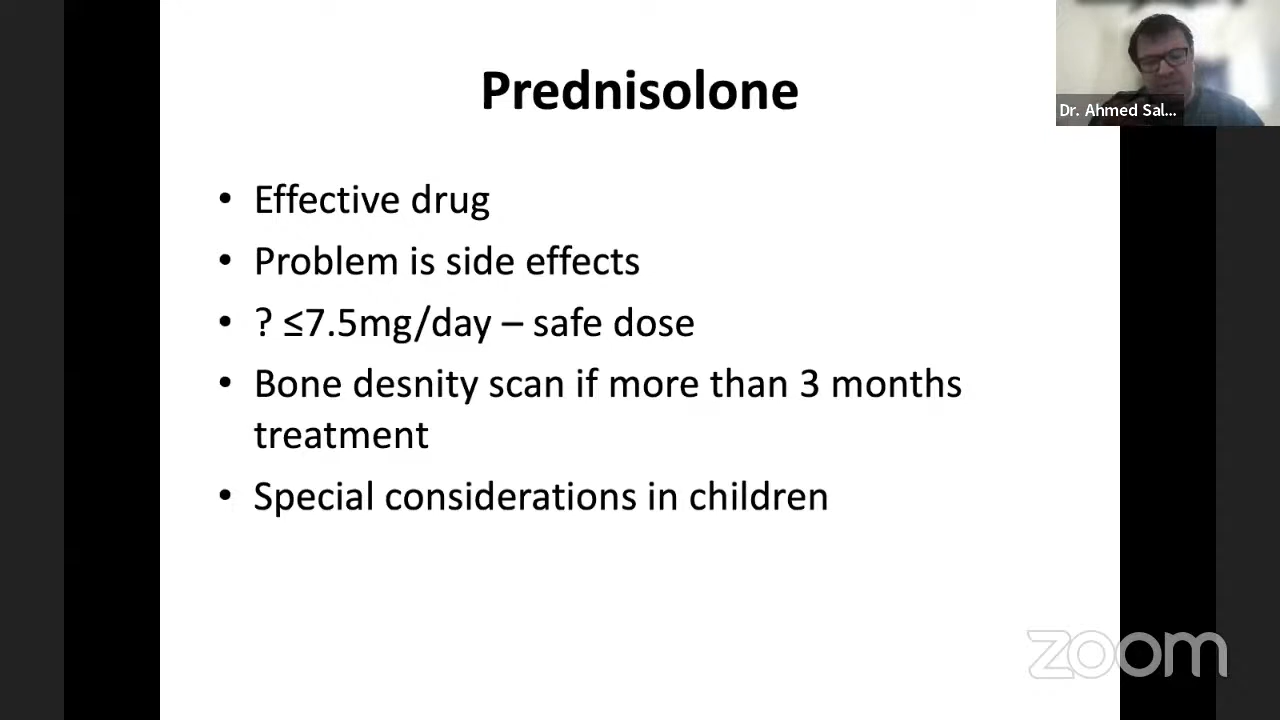 Prednisolone
Dr. Ahmed Sal...
• Effective drug
• Problem is side effects
• ? ≤7.5mg/day – safe dose
• Bone desnity scan if more than 3 months
treatment
• Special considerations in children
zoom